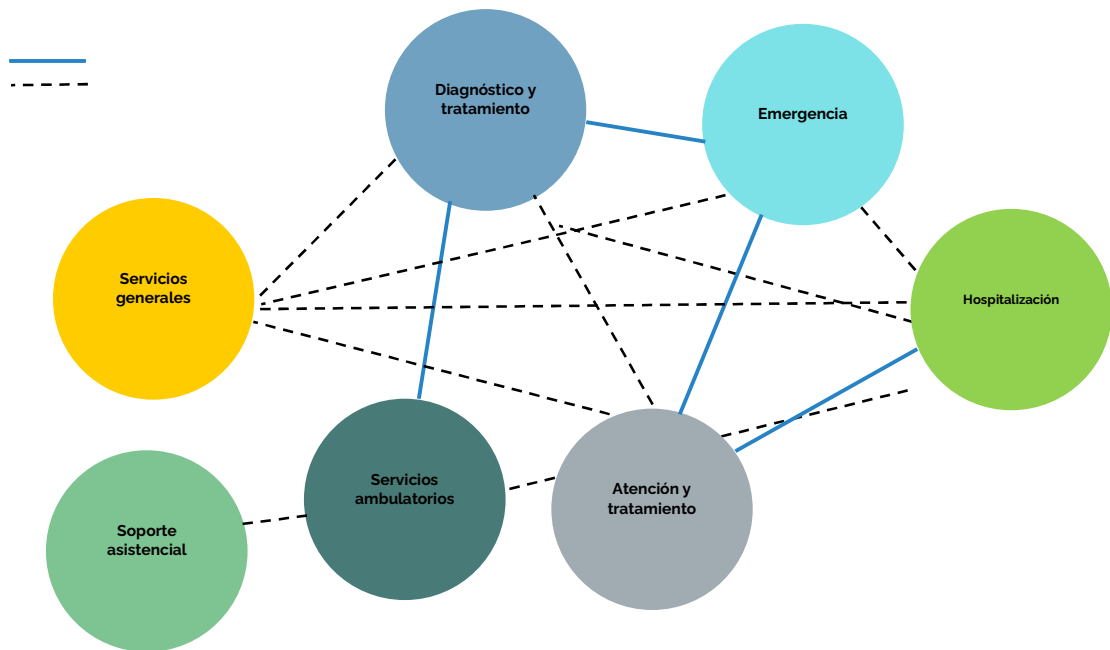 Diagnóstico y
tratamiento
Emergencia
Servicios
generales
Hospitalización
Servicios
ambulatorios
Atención y
tratamiento
Soporte
asistencial